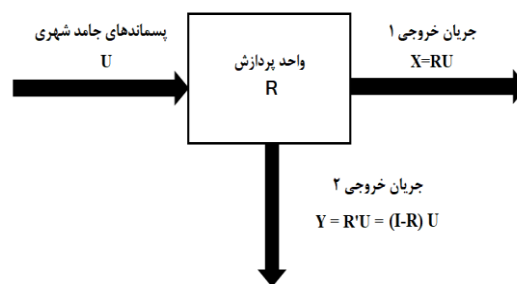 پسماندهای جامد شهری
U
واحد پردازش
R
جریان خروجی ۱
X=RU
جریان خروجی ۲
Y = R'U = (I-R) U